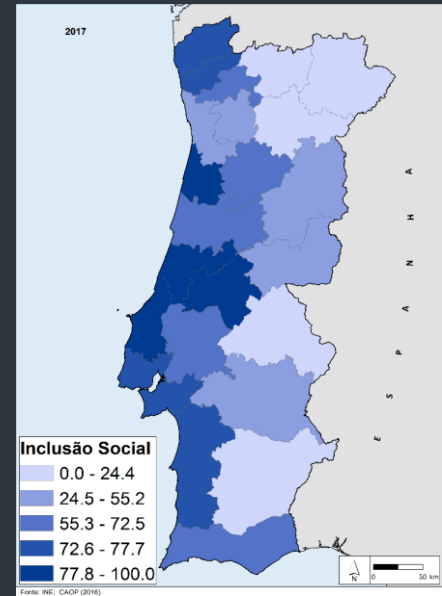 2017
E S P A N H A
Inclusão Social
0.0 - 24.4
24.5 - 55.2
55.3 - 72.5
72.6 - 77.7
77.8 - 100.0
N
0 50 km
Fonte: INE; CAOP (2016)